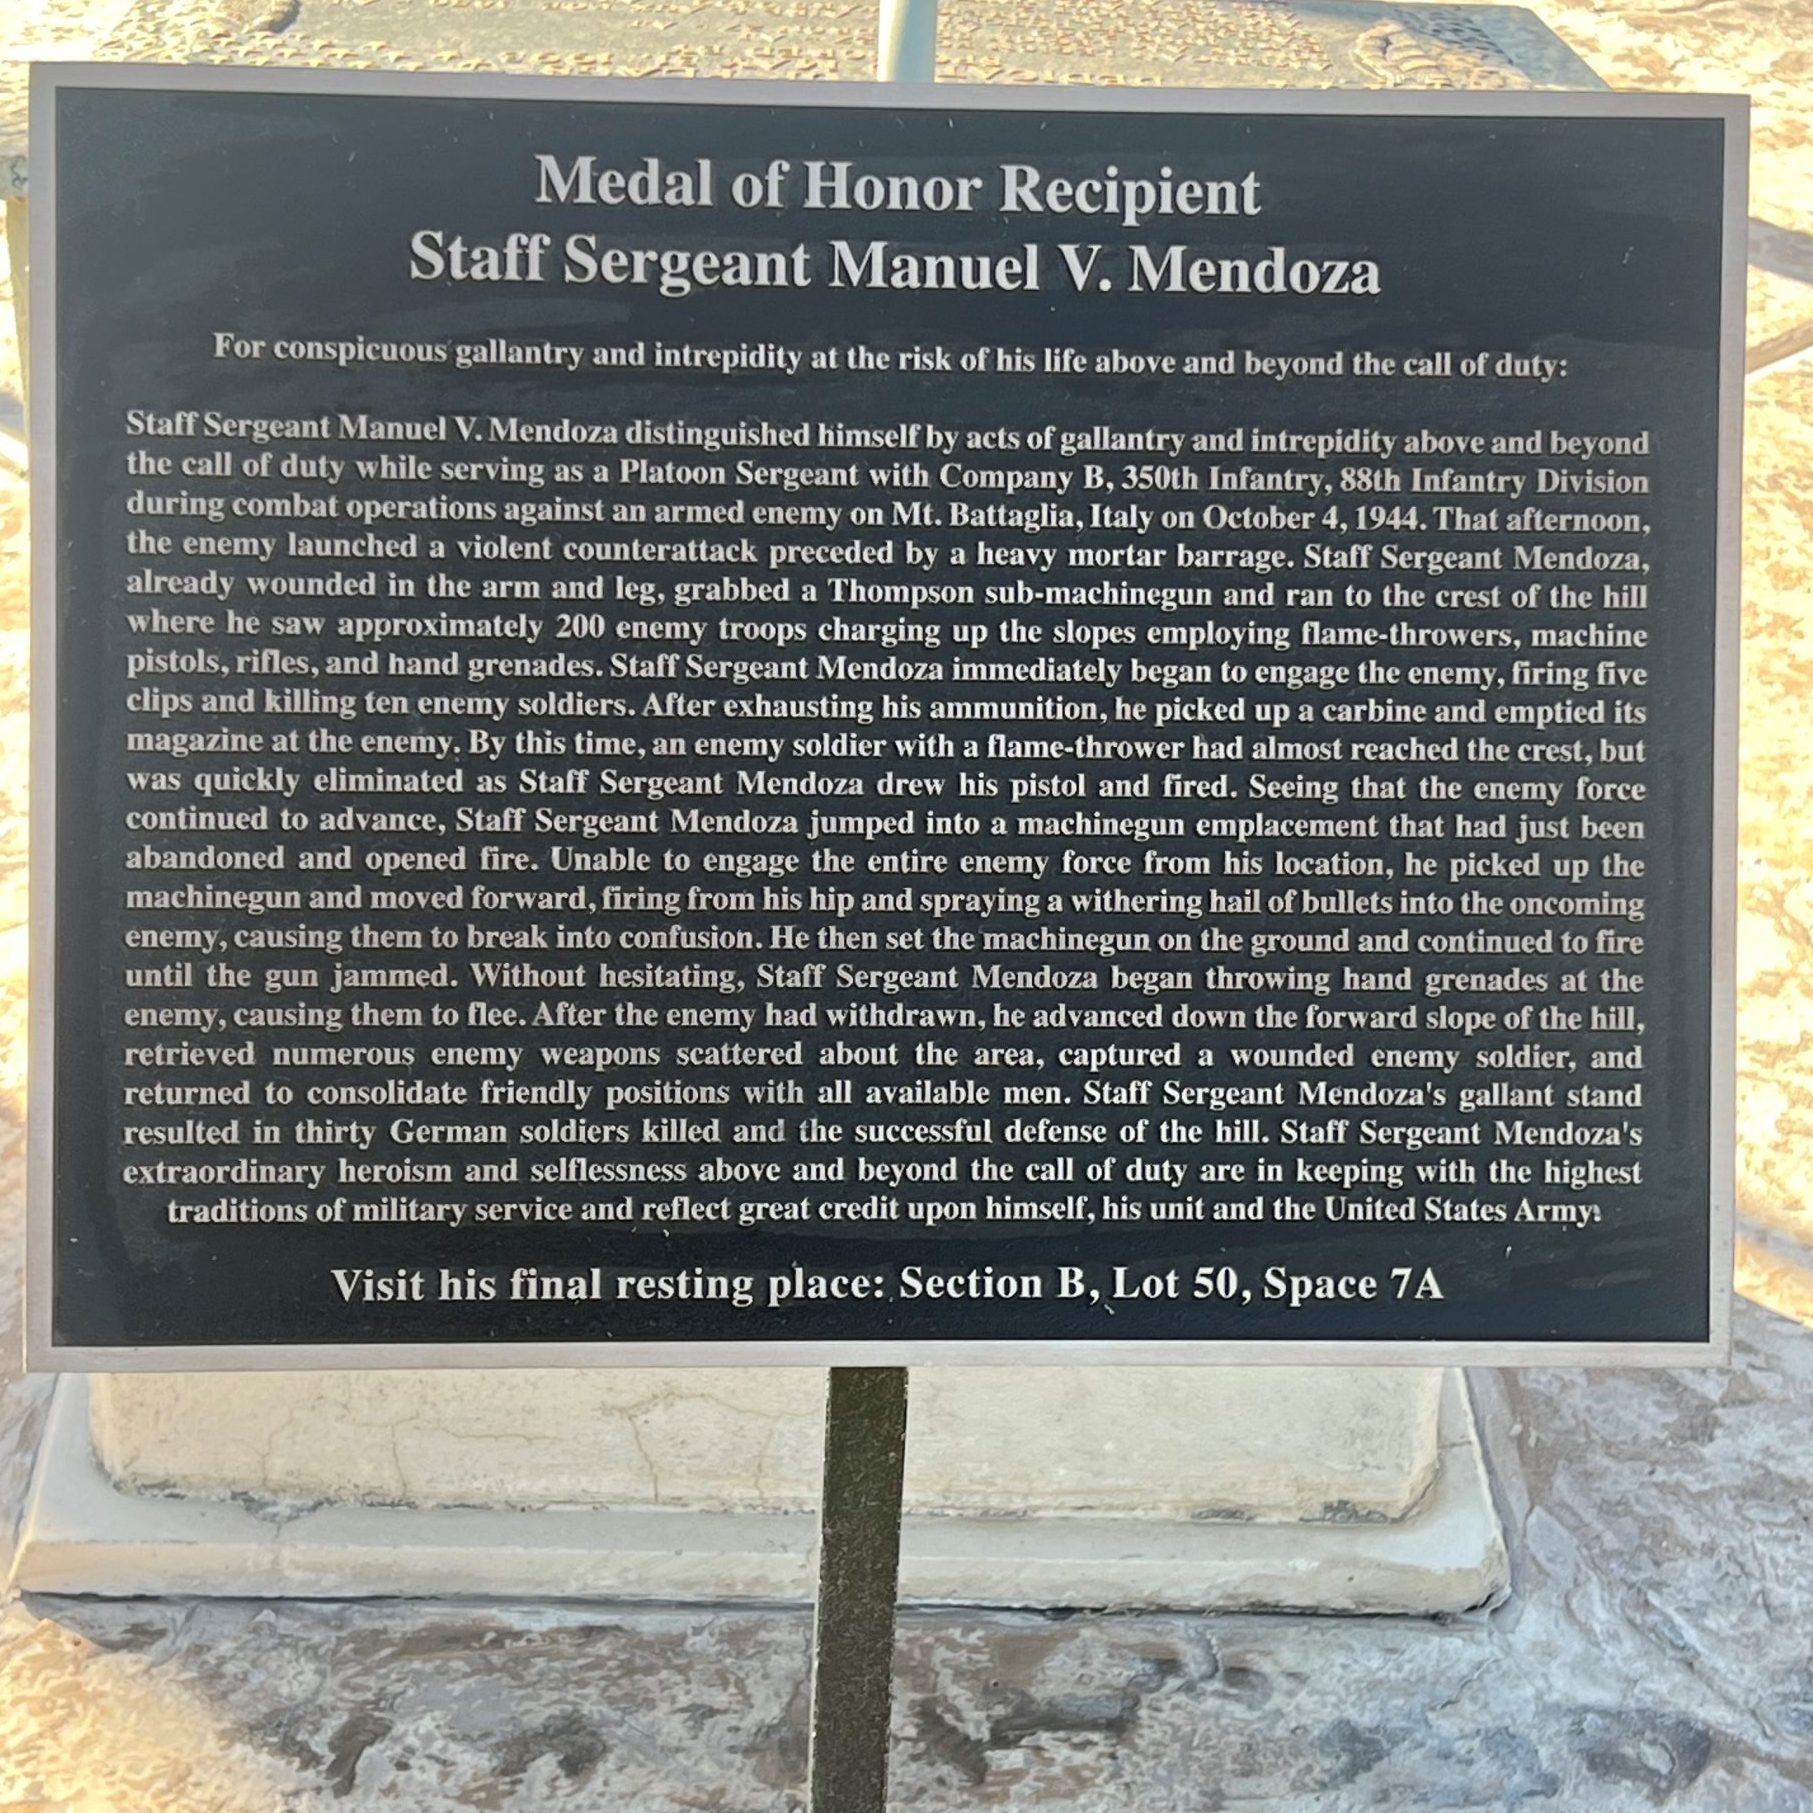 Medal of Honor Recipient
Staff Sergeant Manuel V. Mendoza
For conspicuous gallantry and intrepidity at the risk of his life above and beyond the call of duty:
Staff Sergeant Manuel V. Mendoza distinguished himself by acts of gallantry and intrepidity above and beyond
the call of duty while serving as a Platoon Sergeant with Company B, 350th Infantry, 88th Infantry Division
during combat operations against an armed enemy on Mt. Battaglia, Italy on October 4, 1944. That afternoon,
the enemy launched a violent counterattack preceded by a heavy mortar barrage. Staff Sergeant Mendoza,
already wounded in the arm and leg, grabbed a Thompson sub-machinegun and ran to the crest of the hill
where he saw approximately 200 enemy troops charging up the slopes employing flame-throwers, machine
pistols, rifles, and hand grenades. Staff Sergeant Mendoza immediately began to engage the enemy, firing five
clips and killing ten enemy soldiers. After exhausting his ammunition, he picked up a carbine and emptied its
magazine at the enemy. By this time, an enemy soldier with a flame-thrower had almost reached the crest, but
was quickly eliminated as Staff Sergeant Mendoza drew his pistol and fired. Seeing that the enemy force
continued to advance, Staff Sergeant Mendoza jumped into a machinegun emplacement that had just been
abandoned and opened fire. Unable to engage the entire enemy force from his location, he picked up the
machinegun and moved forward, firing from his hip and spraying a withering hail of bullets into the oncoming
enemy, causing them to break into confusion. He then set the machinegun on the ground and continued to fire
until the gun jammed. Without hesitating, Staff Sergeant Mendoza began throwing hand grenades at the
enemy, causing them to flee. After the enemy had withdrawn, he advanced down the forward slope of the hill,
retrieved numerous enemy weapons scattered about the area, captured a wounded enemy soldier, and
returned to consolidate friendly positions with all available men. Staff Sergeant Mendoza's gallant stand
resulted in thirty German soldiers killed and the successful defense of the hill. Staff Sergeant Mendoza's
extraordinary heroism and selflessness above and beyond the call of duty are in keeping with the highest
traditions of military service and reflect great credit upon himself, his unit and the United States Army.
Visit his final resting place: Section B, Lot 50, Space 7A